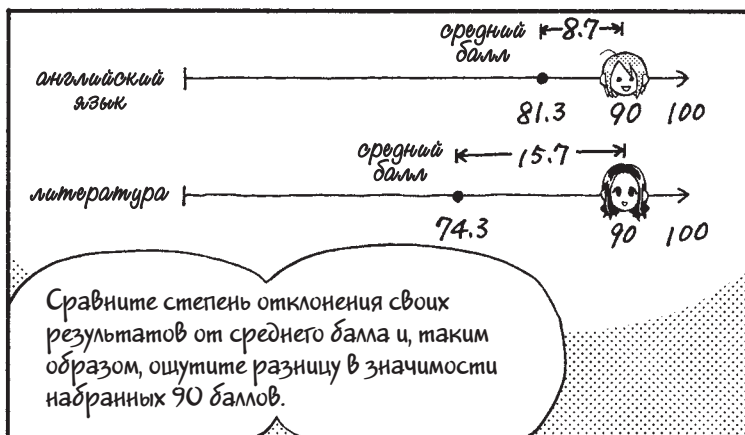 средний
балл
8.7
английский
язык
81.3 90 100
средний
балл
15.7
литература
74.3 90 100
Сравните степень отклонения своих
результатов от среднего балла и, таким
образом, ощутите разницу в значимости
набранных 90 баллов.